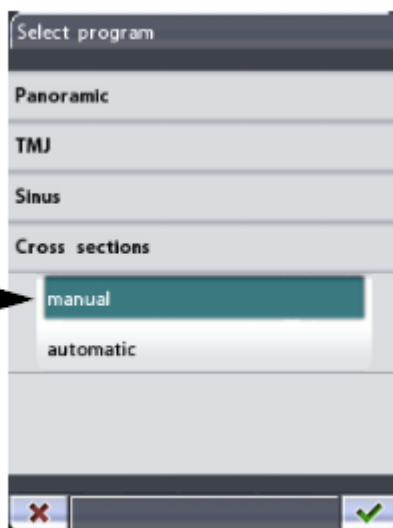 Select program
Panoramic
TMJ
Sinus
Cross sections
manual
automatic